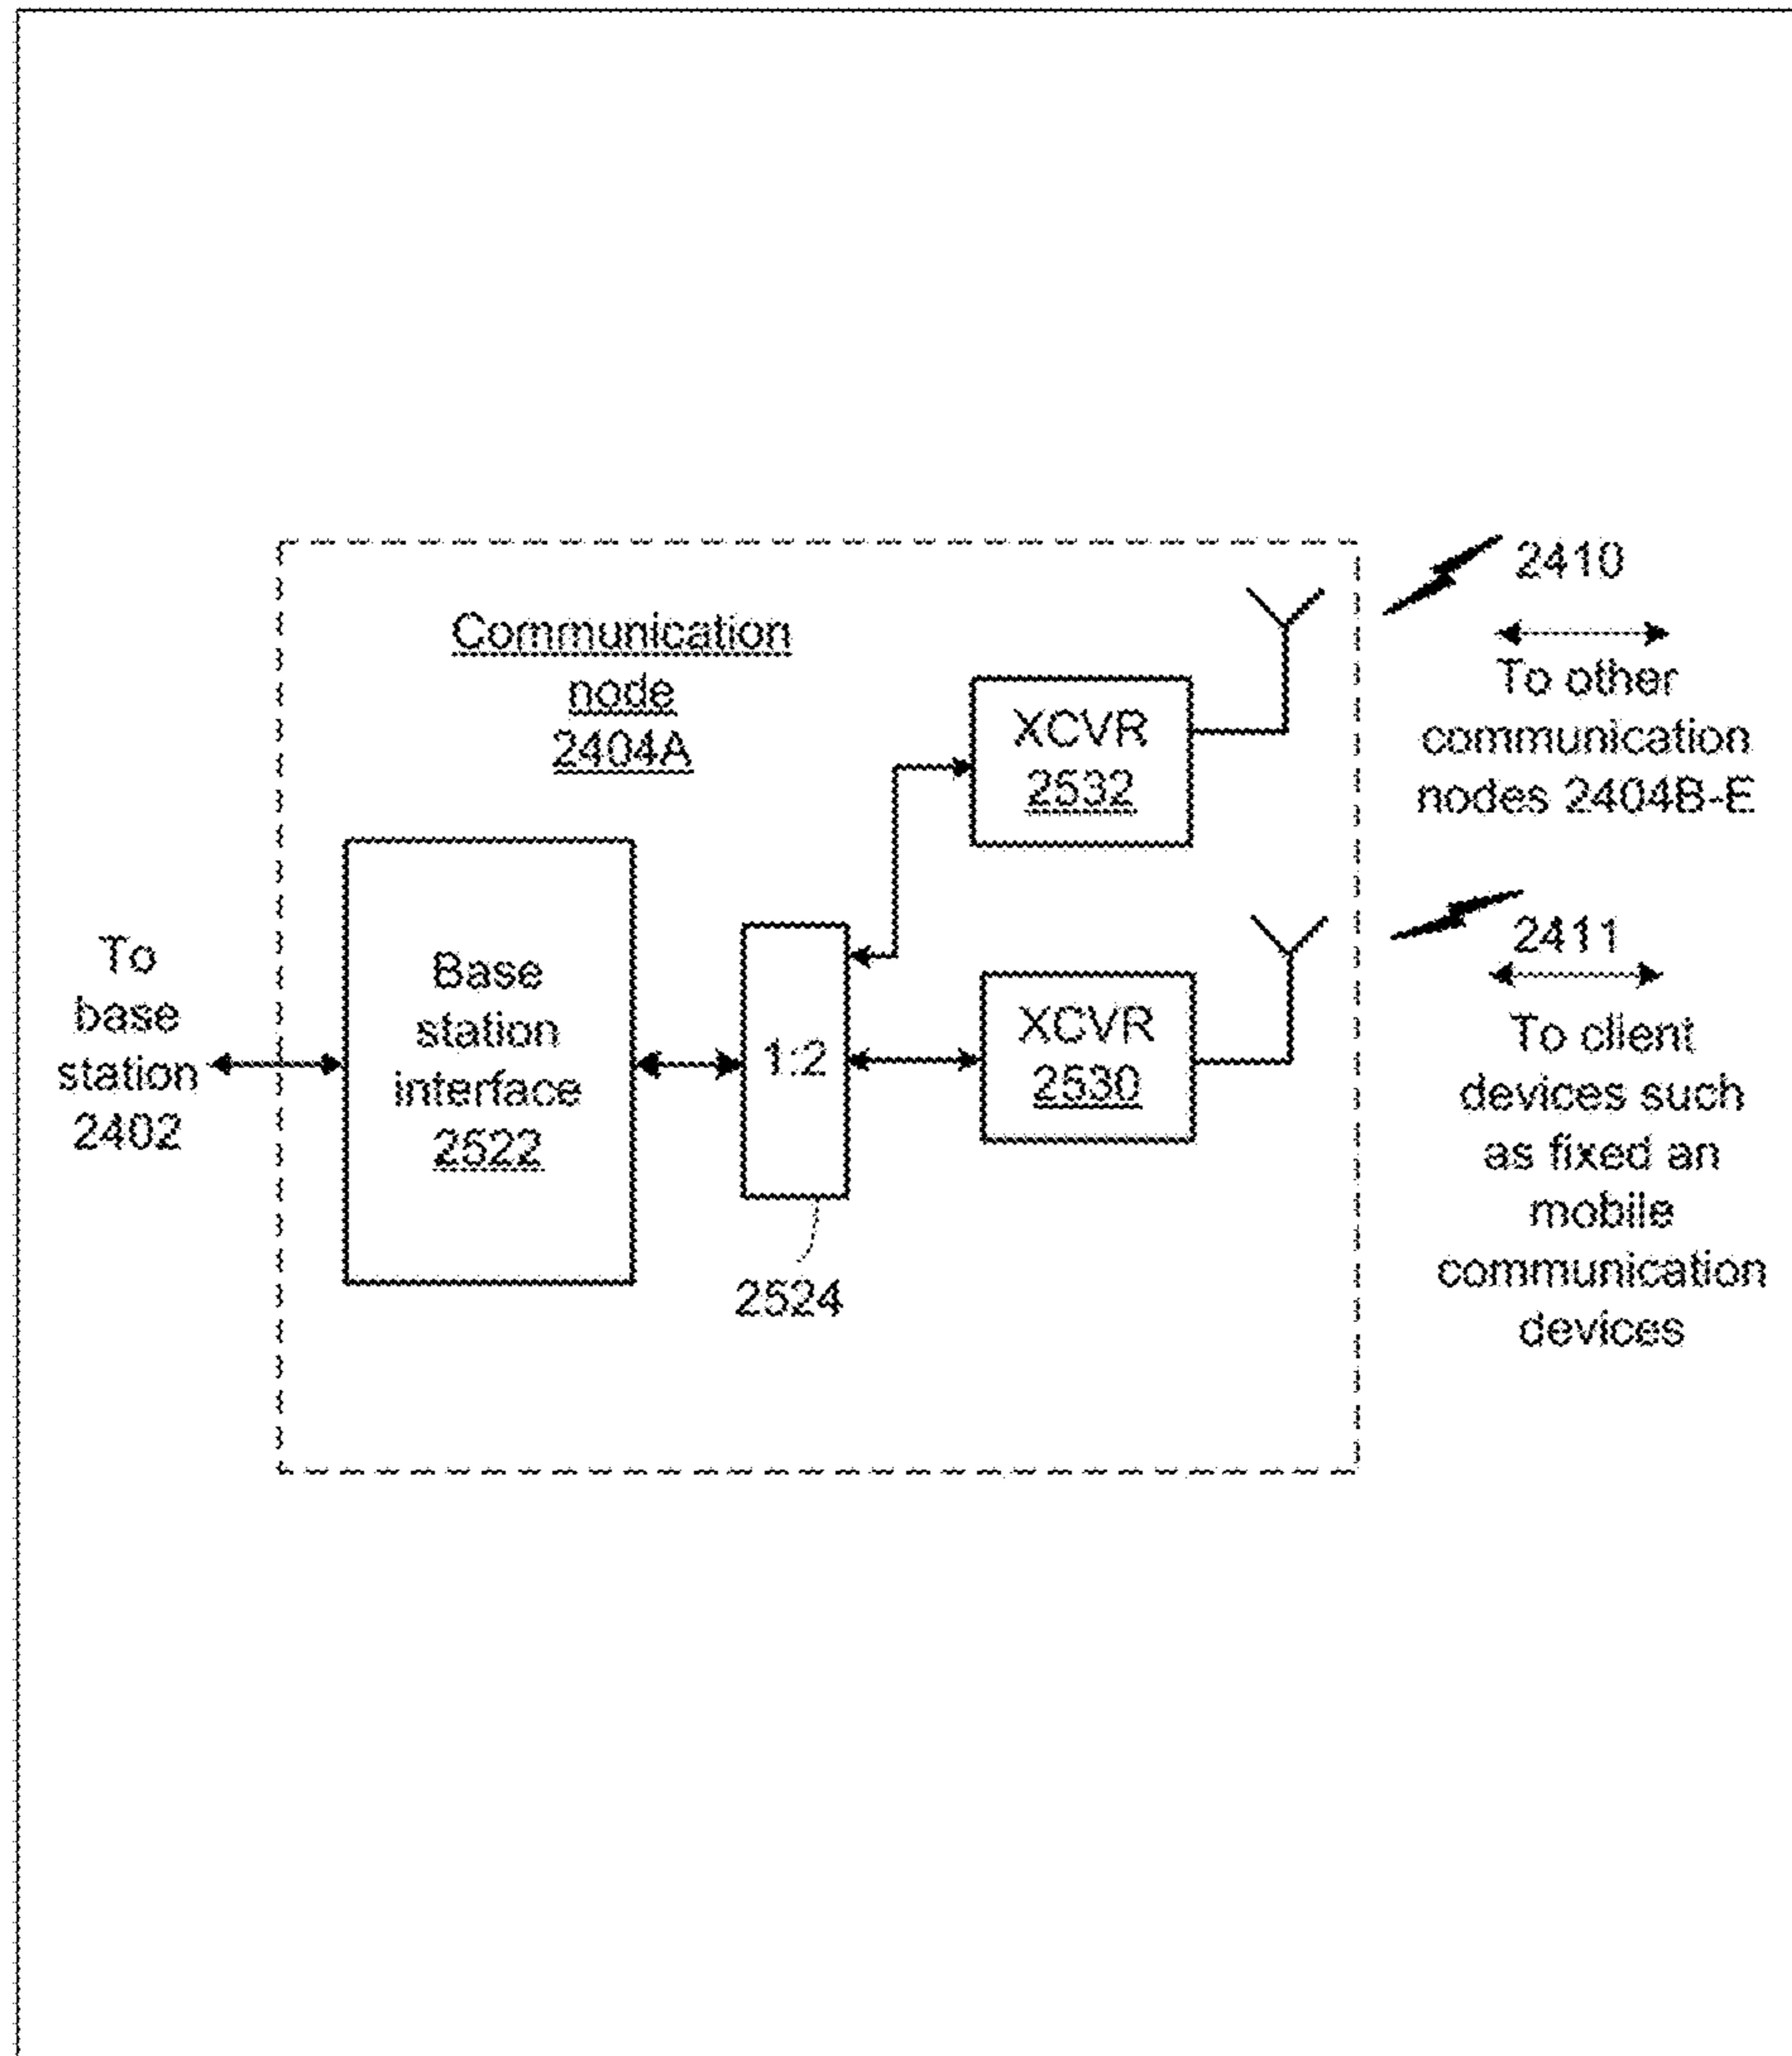 Communication
node
2404A
To
base
station
2402
Base
station
interface
2522
1:2
2524
XCVR
2532
XCVR
2530
2410
To other
communication
nodes 2404B-E
2411
To client
devices such
as fixed an
mobile
communication
devices